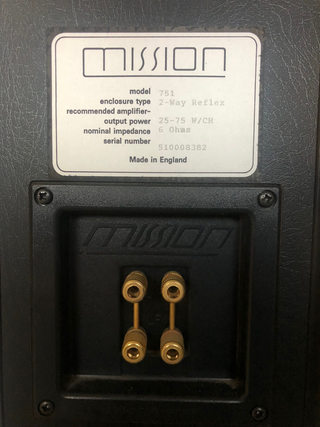 mission
model 751
enclosure type 2-Way Reflex
recommended amplifier-
output power 25-75 W/CH
nominal impedance 6 Ohms
serial number 510008382
Made in England
mission